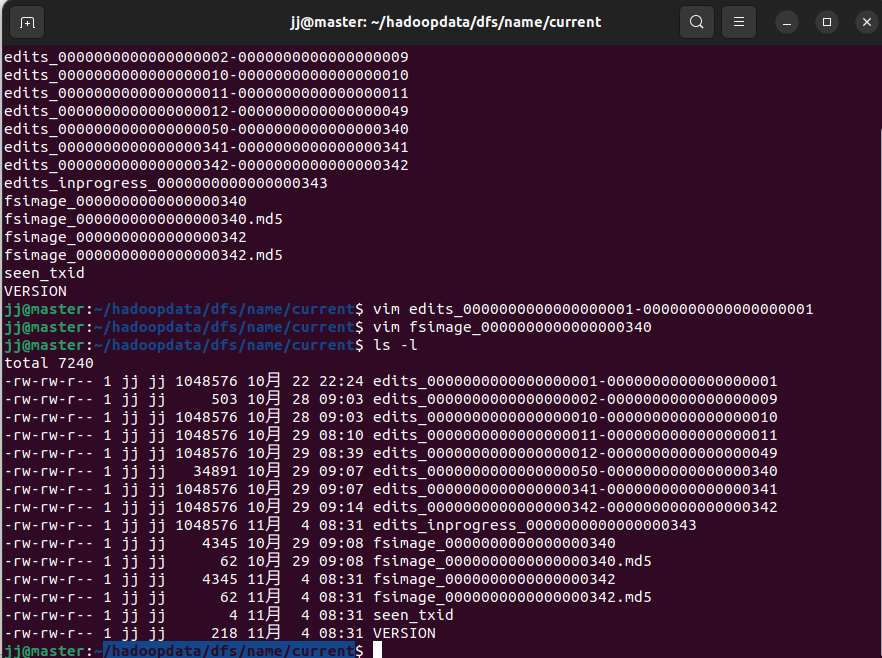 jj@master: ~/hadoopdata/dfs/name/current
edits_0000000000000000002-0000000000000000009
edits_0000000000000000010-0000000000000000010
edits_0000000000000000011-0000000000000000011
edits_0000000000000000012-0000000000000000049
edits_0000000000000000050-0000000000000000340
edits_0000000000000000341-0000000000000000341
edits_0000000000000000342-0000000000000000342
edits_inprogress_0000000000000000343
fsimage_0000000000000000340
fsimage_0000000000000000340.md5
fsimage_0000000000000000342
fsimage_0000000000000000342.md5
seen_txid
VERSION
jj@master:~/hadoopdata/dfs/name/current$ vim edits_0000000000000000001-0000000000000000001
jj@master:~/hadoopdata/dfs/name/current$ vim fsimage_0000000000000000340
jj@master:~/hadoopdata/dfs/name/current$ ls -l
total 7240
-rw-rw-r-- 1 jj jj 1048576 10月 22 22:24 edits_0000000000000000001-0000000000000000001
-rw-rw-r-- 1 jj jj     503 10月 28 09:03 edits_0000000000000000002-0000000000000000009
-rw-rw-r-- 1 jj jj 1048576 10月 28 09:03 edits_0000000000000000010-0000000000000000010
-rw-rw-r-- 1 jj jj 1048576 10月 29 08:10 edits_0000000000000000011-0000000000000000011
-rw-rw-r-- 1 jj jj 1048576 10月 29 08:39 edits_0000000000000000012-0000000000000000049
-rw-rw-r-- 1 jj jj   34891 10月 29 09:07 edits_0000000000000000050-0000000000000000340
-rw-rw-r-- 1 jj jj 1048576 10月 29 09:07 edits_0000000000000000341-0000000000000000341
-rw-rw-r-- 1 jj jj 1048576 10月 29 09:14 edits_0000000000000000342-0000000000000000342
-rw-rw-r-- 1 jj jj 1048576 11月  4 08:31 edits_inprogress_0000000000000000343
-rw-rw-r-- 1 jj jj    4345 10月 29 09:08 fsimage_0000000000000000340
-rw-rw-r-- 1 jj jj      62 10月 29 09:08 fsimage_0000000000000000340.md5
-rw-rw-r-- 1 jj jj    4345 11月  4 08:31 fsimage_0000000000000000342
-rw-rw-r-- 1 jj jj      62 11月  4 08:31 fsimage_0000000000000000342.md5
-rw-rw-r-- 1 jj jj       4 11月  4 08:31 seen_txid
-rw-rw-r-- 1 jj jj     218 11月  4 08:31 VERSION
jj@master:~/hadoopdata/dfs/name/current$